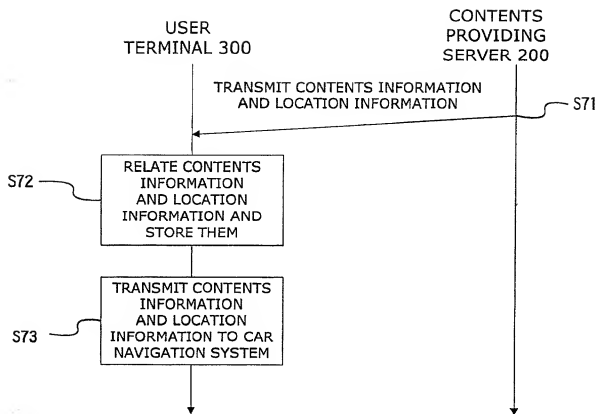 USER
TERMINAL 300
CONTENTS
PROVIDING
SERVER 200
TRANSMIT CONTENTS INFORMATION
AND LOCATION INFORMATION
S71
S72
RELATE CONTENTS
INFORMATION
AND LOCATION
INFORMATION AND
STORE THEM
S73
TRANSMIT CONTENTS
INFORMATION
AND LOCATION
INFORMATION TO CAR
NAVIGATION SYSTEM